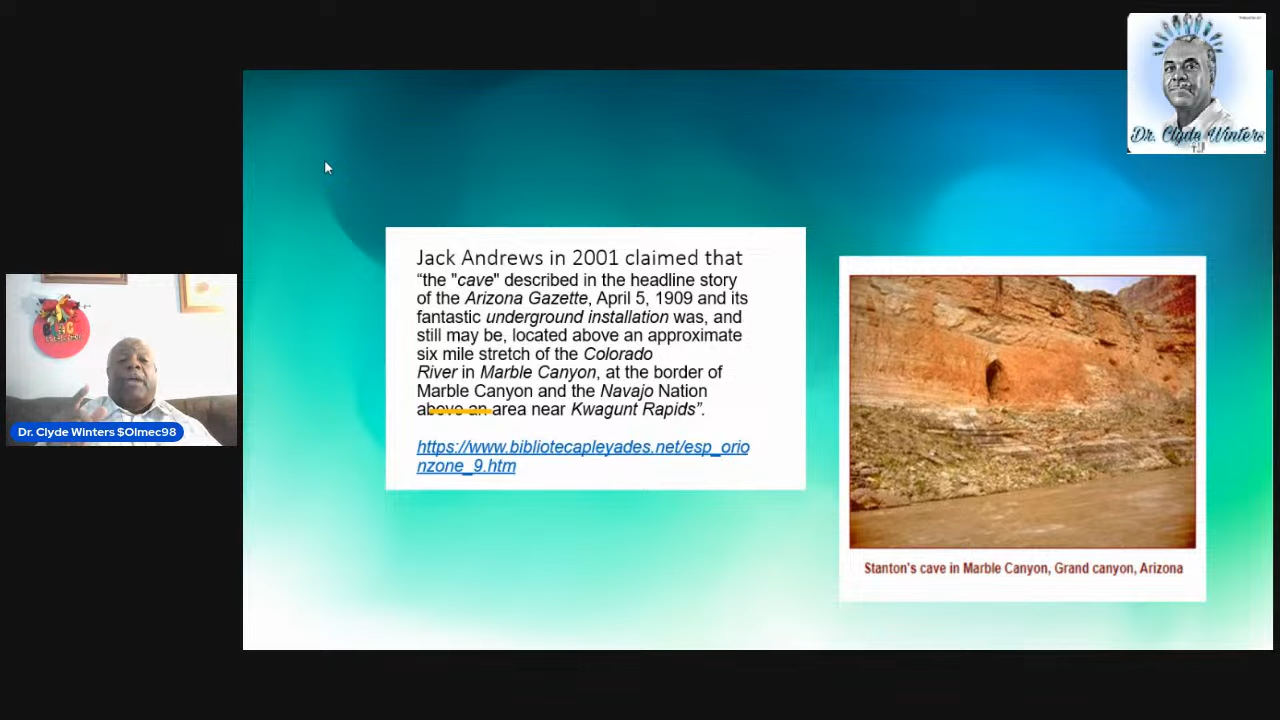 Dr. Clyde Winters
Jack Andrews in 2001 claimed that
“the "cave" described in the headline story
of the Arizona Gazette, April 5, 1909 and its
fantastic underground installation was, and
still may be, located above an approximate
six mile stretch of the Colorado
River in Marble Canyon, at the border of
Marble Canyon and the Navajo Nation
above an area near Kwagunt Rapids”.
https://www.bibliotecapleyades.net/esp_orio
nzone_9.htm
Dr. Clyde Winters $Olmec98
Stanton's cave in Marble Canyon, Grand canyon, Arizona